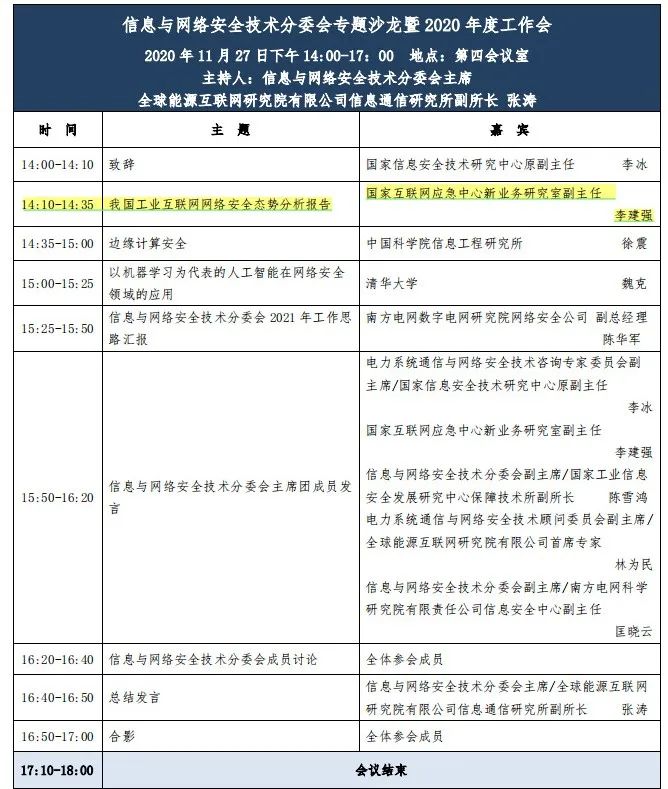 信息与网络安全技术分委会专题沙龙暨 2020 年度工作会
2020 年 11 月 27 日下午 14:00-17: 00 地点: 第四会议室
主持人: 信息与网络安全技术分委会主席
全球能源互联网研究院有限公司信息通信研究所副所长 张涛
时 间 主 题 嘉 宾
14:00-14:10 致辞 国家信息安全技术研究中心原副主任 李冰
14:10-14:35 我国工业互联网网络安全态势分析报告 国家互联网应急中心新业务研究室副主任
李建强
14:35-15:00 边缘计算安全 中国科学院信息工程研究所 徐震
15:00-15:25 以机器学习为代表的人工智能在网络安全
领域的应用 清华大学 魏克
15:25-15:50 信息与网络安全技术分委会 2021 年工作思
路汇报 南方电网数字电网研究院网络安全公司 副总经理
陈华军
15:50-16:20 信息与网络安全技术分委会主席团成员发
言
电力系统通信与网络安全技术咨询专家委员会副
主席/国家信息安全技术研究中心原副主任
李冰
国家互联网应急中心新业务研究室副主任
李建强
信息与网络安全技术分委会副主席/国家工业信息
安全发展研究中心保障技术所副所长 陈雪鸿
电力系统通信与网络安全技术顾问委员会副主席/
全球能源互联网研究院有限公司首席专家
林为民
信息与网络安全技术分委会副主席/南方电网科学
研究院有限责任公司信息安全中心副主任
匡晓云
16:20-16:40 信息与网络安全技术分委会成员讨论 全体参会成员
16:40-16:50 总结发言 信息与网络安全技术分委会主席/全球能源互联网
研究院有限公司信息通信研究所副所长 张涛
16:50-17:00 合影 全体参会成员
17:10-18:00 会议结束